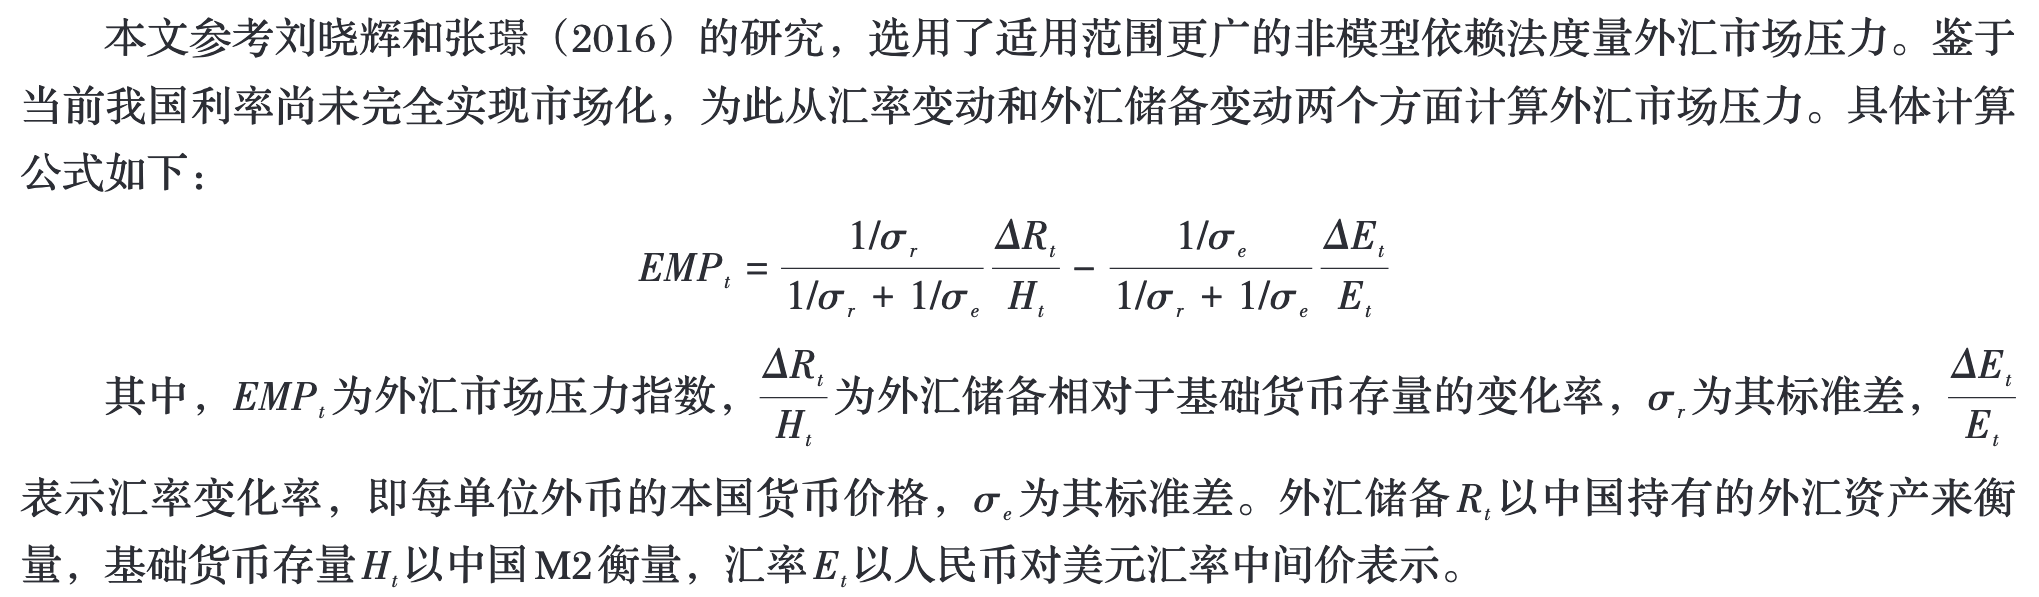 本文参考刘晓辉和张璟（2016）的研究，选用了适用范围更广的非模型依赖法度量外汇市场压力。鉴于
当前我国利率尚未完全实现市场化，为此从汇率变动和外汇储备变动两个方面计算外汇市场压力。具体计算
公式如下：
$EMP_t = \frac{1/\sigma_r}{1/\sigma_r + 1/\sigma_e} \frac{\Delta R_t}{H_t} - \frac{1/\sigma_e}{1/\sigma_r + 1/\sigma_e} \frac{\Delta E_t}{E_t}$
其中，$EMP_t$为外汇市场压力指数，$\frac{\Delta R_t}{H_t}$为外汇储备相对于基础货币存量的变化率，$\sigma_r$为其标准差，$\frac{\Delta E_t}{E_t}$
表示汇率变化率，即每单位外币的本国货币价格，$\sigma_e$为其标准差。外汇储备$R_t$以中国持有的外汇资产来衡
量，基础货币存量$H_t$以中国M2衡量，汇率$E_t$以人民币对美元汇率中间价表示。